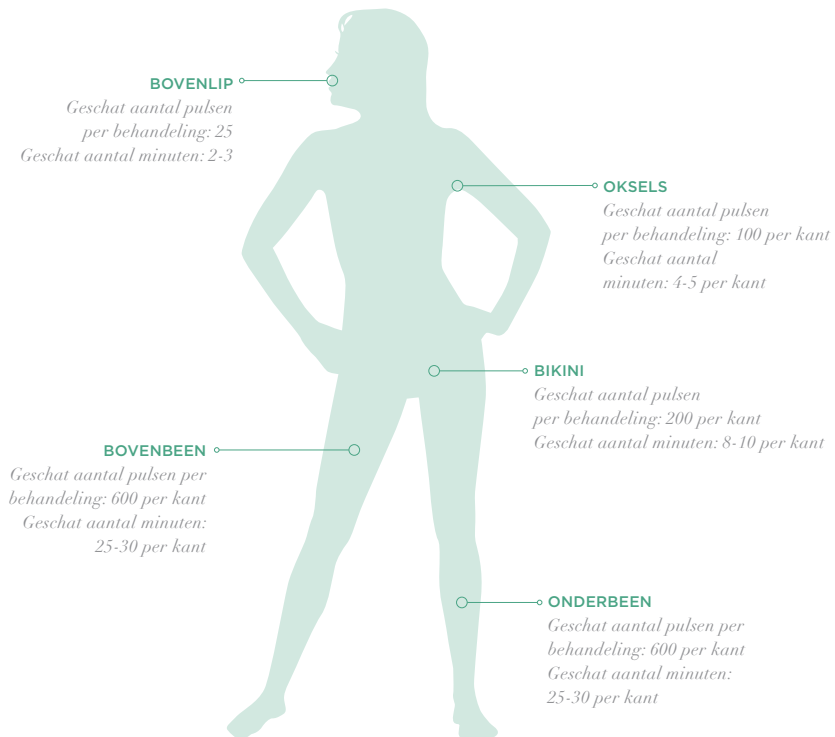 BOVENLIP
Geschat aantal pulsen
per behandeling: 25
Geschat aantal minuten: 2-3
OKSELS
Geschat aantal pulsen
per behandeling: 100 per kant
Geschat aantal
minuten: 4-5 per kant
BIKINI
Geschat aantal pulsen
per behandeling: 200 per kant
Geschat aantal minuten: 8-10 per kant
BOVENBEEN
Geschat aantal pulsen per
behandeling: 600 per kant
Geschat aantal minuten:
25-30 per kant
ONDERBEEN
Geschat aantal pulsen per
behandeling: 600 per kant
Geschat aantal minuten:
25-30 per kant